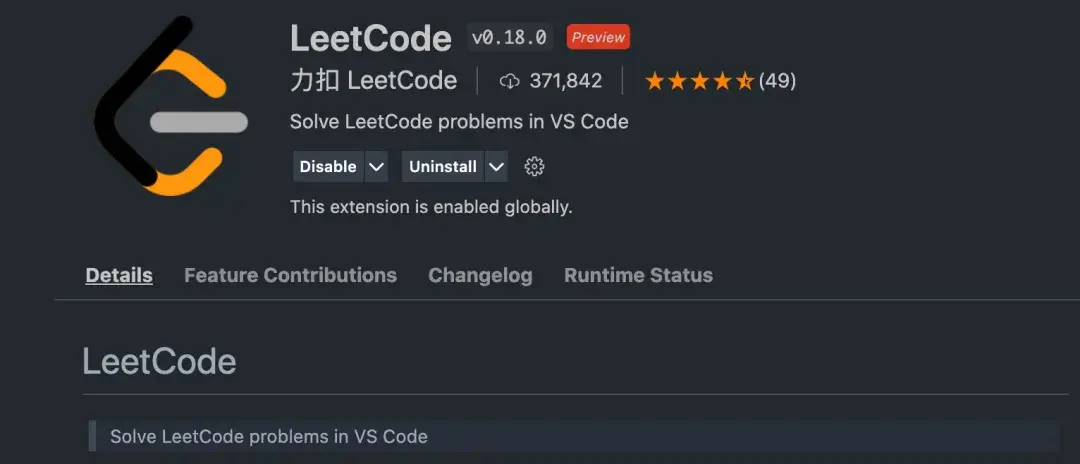 LeetCode v0.18.0 Preview
力扣 LeetCode 371,842 (49)
Solve LeetCode problems in VS Code
Disable Uninstall
This extension is enabled globally.
Details Feature Contributions Changelog Runtime Status
LeetCode
Solve LeetCode problems in VS Code